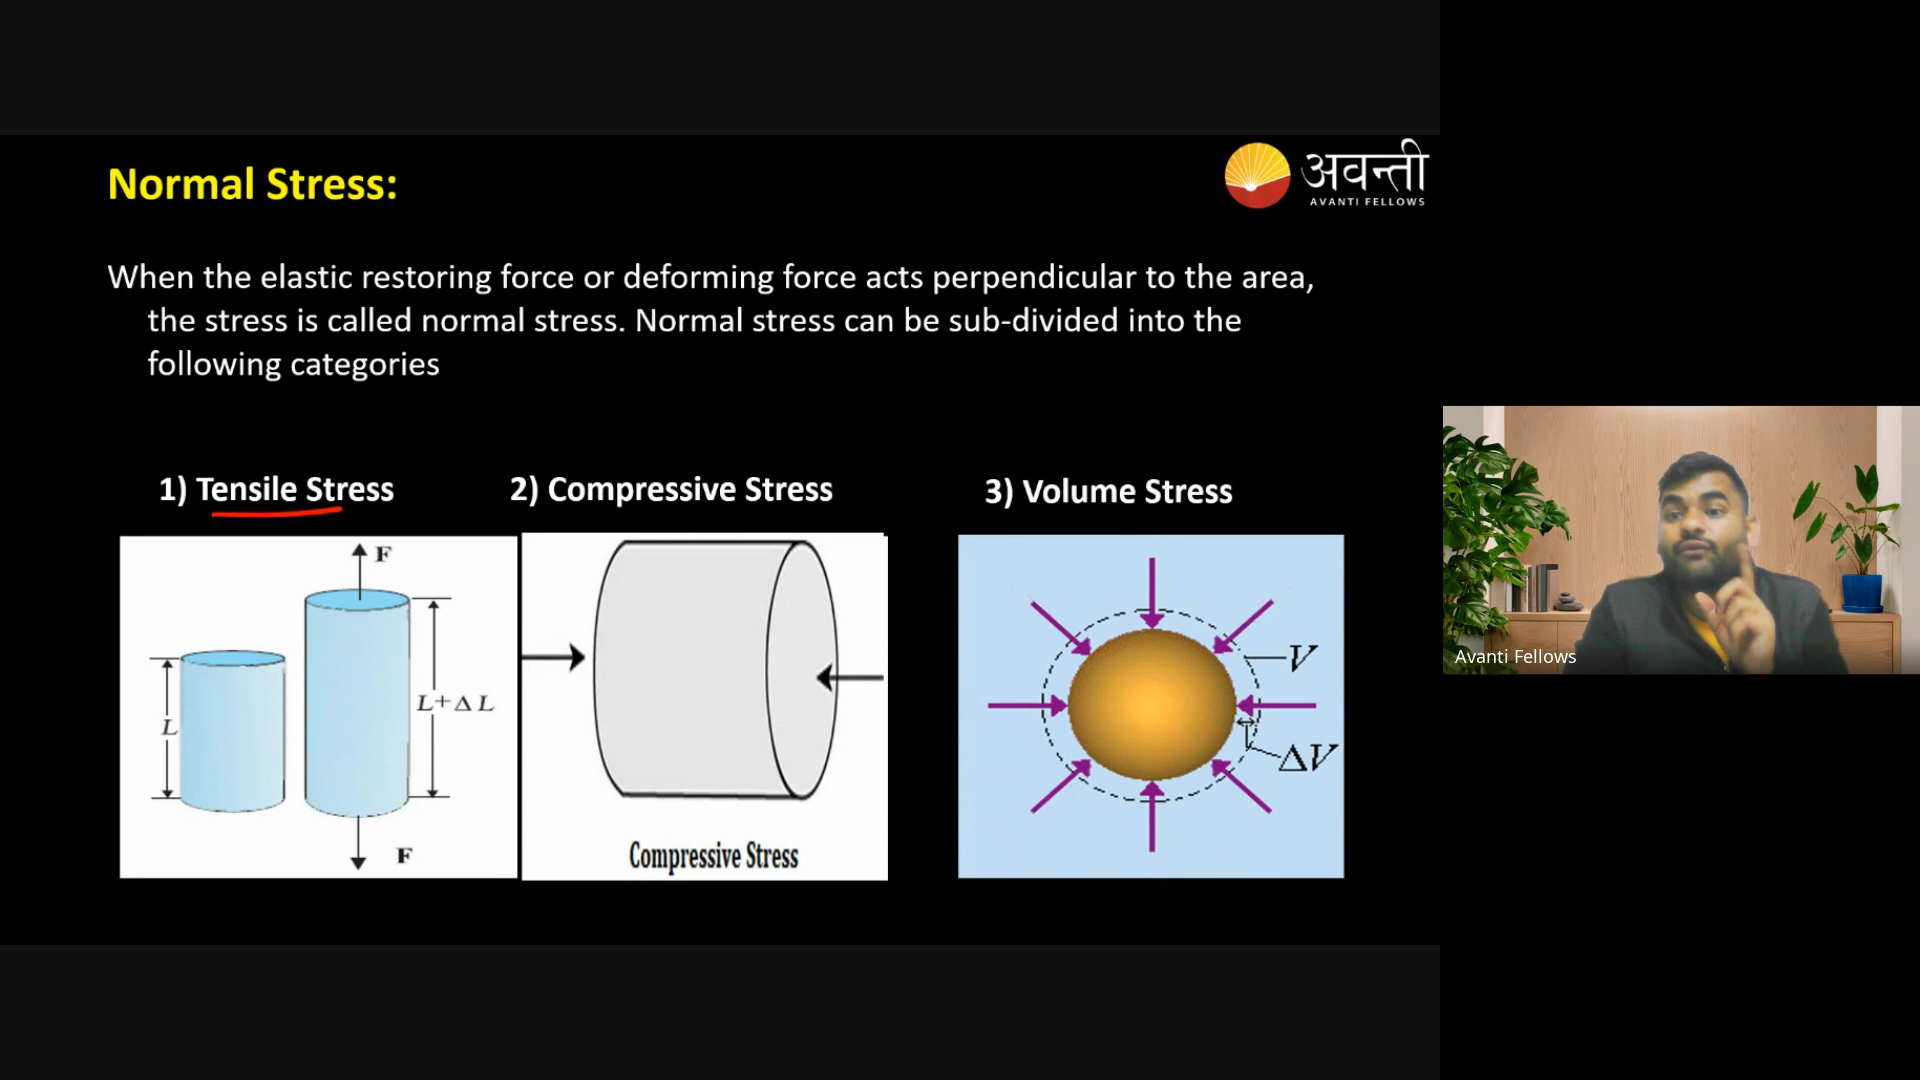 Normal Stress:
अवन्ती
AVANTI FELLOWS
When the elastic restoring force or deforming force acts perpendicular to the area,
the stress is called normal stress. Normal stress can be sub-divided into the
following categories
1) Tensile Stress
2) Compressive Stress
3) Volume Stress
F
L
L+ΔL
F
Compressive Stress
V
ΔV
Avanti Fellows